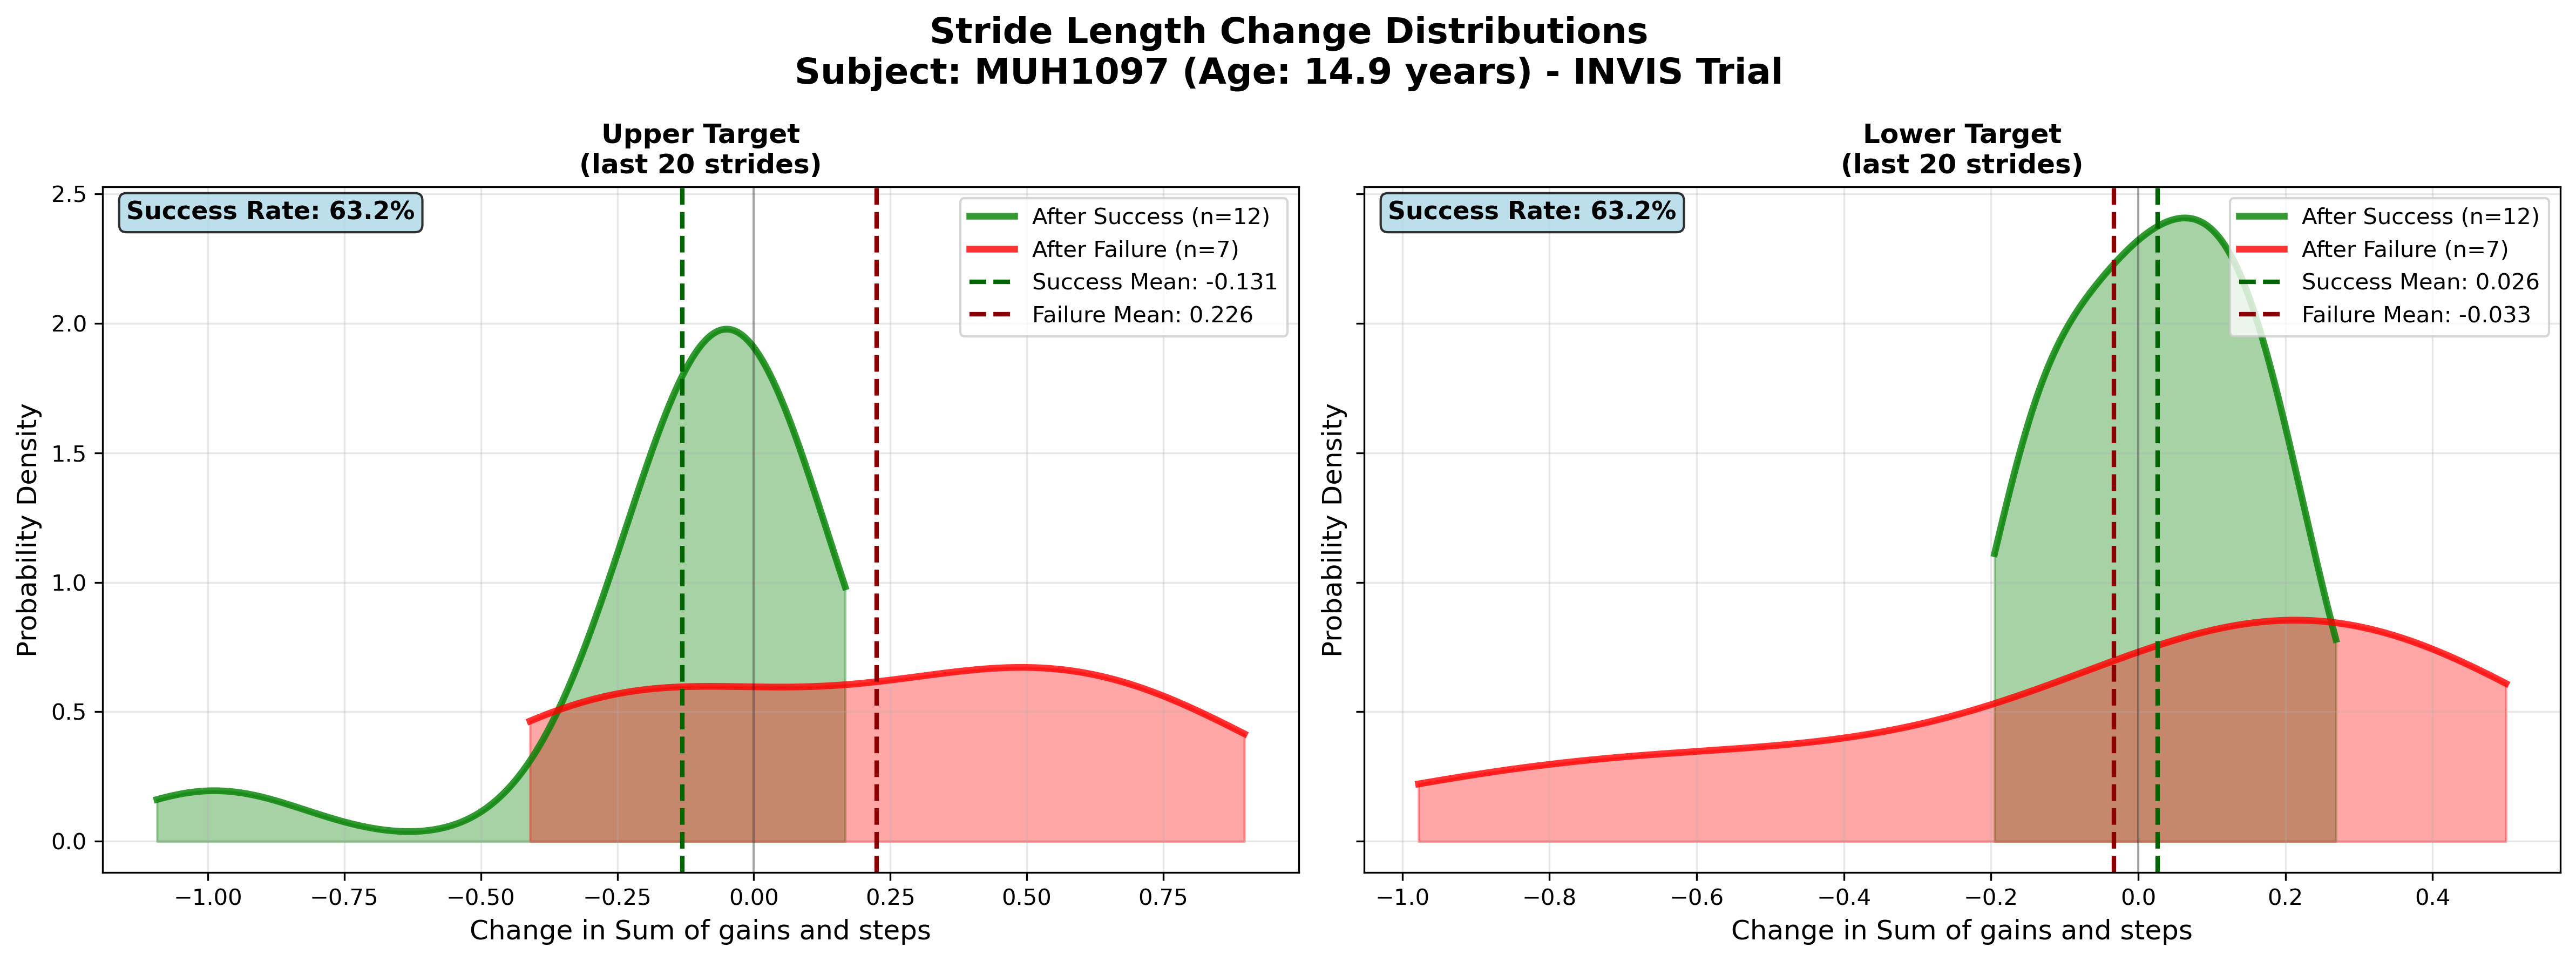 Stride Length Change Distributions
Subject: MUH1097 (Age: 14.9 years) - INVIS Trial
Upper Target
(last 20 strides)
Success Rate: 63.2%
After Success (n=12)
After Failure (n=7)
Success Mean: -0.131
Failure Mean: 0.226
Probability Density
2.5
2.0
1.5
1.0
0.5
0.0
−1.00
−0.75
−0.50
−0.25
0.00
0.25
0.50
0.75
Change in Sum of gains and steps
Lower Target
(last 20 strides)
Success Rate: 63.2%
After Success (n=12)
After Failure (n=7)
Success Mean: 0.026
Failure Mean: -0.033
Probability Density
−1.0
−0.8
−0.6
−0.4
−0.2
0.0
0.2
0.4
Change in Sum of gains and steps